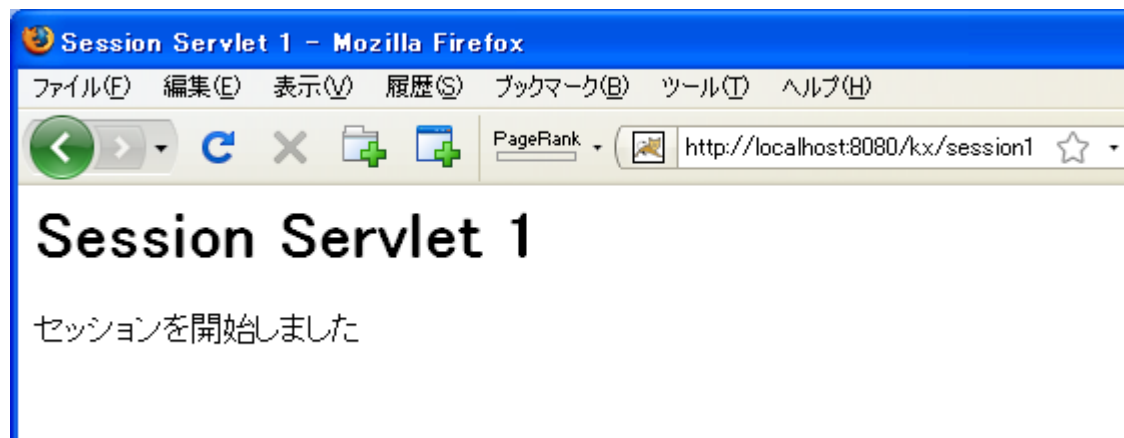 Session Servlet 1 - Mozilla Firefox
ファイル(F) 編集(E) 表示(V) 履歴(S) ブックマーク(B) ツール(T) ヘルプ(H)
PageRank http://localhost:8080/kx/session1
Session Servlet 1
セッションを開始しました